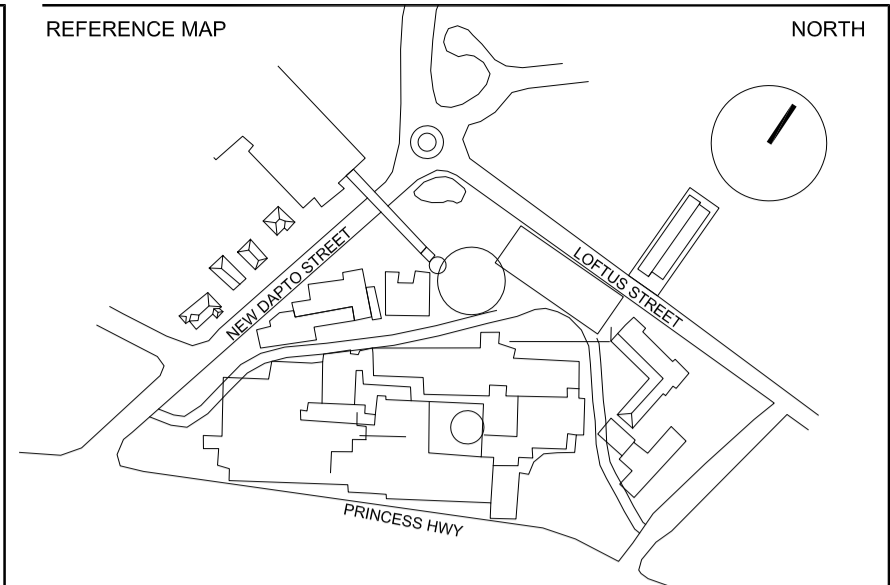 REFERENCE MAP
NORTH
NEW DAPTO STREET
LOFTUS STREET
PRINCESS HWY